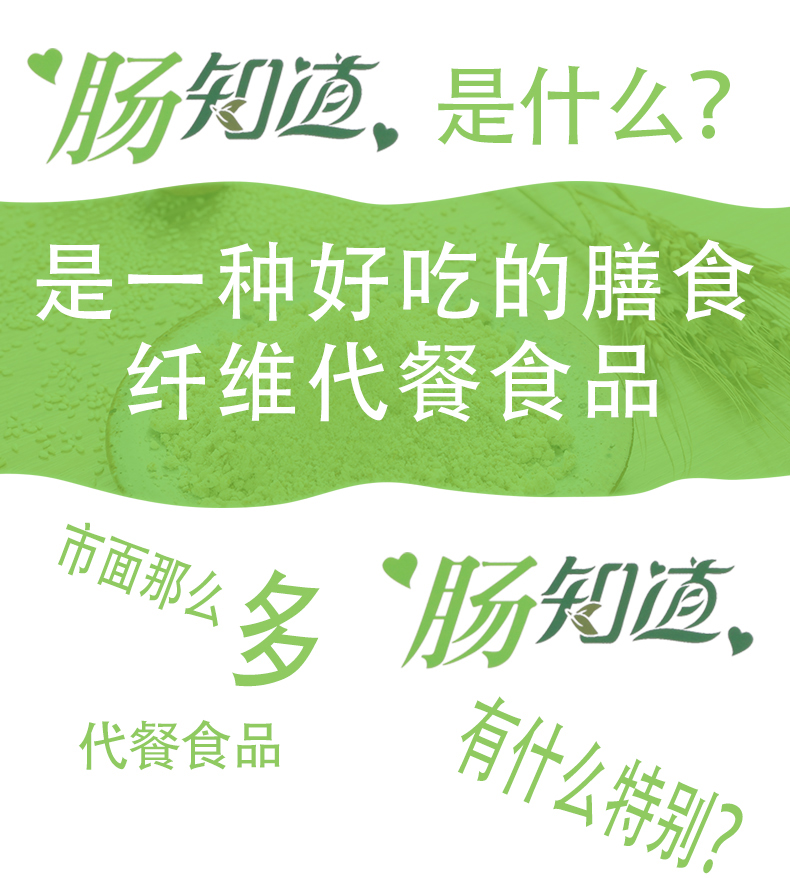 肠知道 是什么?
是一种好吃的膳食
纤维代餐食品
市面那么多
代餐食品
肠知道
有什么特别?